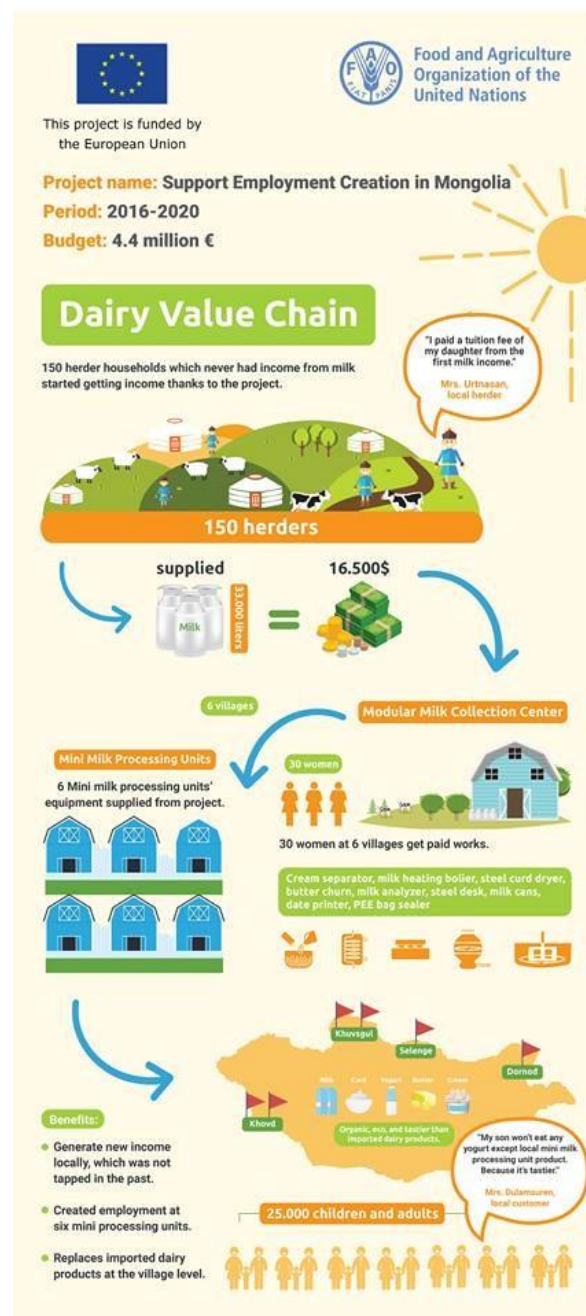 This project is funded by
the European Union
FAO
FIAT PANIS
Food and Agriculture
Organization of the
United Nations
Project name: Support Employment Creation in Mongolia
Period: 2016-2020
Budget: 4.4 million €
Dairy Value Chain
150 herder households which never had income from milk
started getting income thanks to the project.
"I paid a tuition fee of
my daughter from the
first milk income."
Mrs. Urtnasan,
local herder
150 herders
supplied
Milk
33.000 liters
=
16.500$
6 villages
Modular Milk Collection Center
Mini Milk Processing Units
6 Mini milk processing units'
equipment supplied from project.
30 women
30 women at 6 villages get paid works.
Cream separator, milk heating bolier, steel curd dryer,
butter churn, milk analyzer, steel desk, milk cans,
date printer, PEE bag sealer
Khuvsgul
Selenge
Dornod
Khovd
Milk Curd Yogurt Butter Cream
Organic, eco, and tastier than
imported dairy products.
Benefits:
Generate new income
locally, which was not
tapped in the past.
Created employment at
six mini processing units.
Replaces imported dairy
products at the village level.
"My son won't eat any
yogurt except local mini milk
processing unit product.
Because it's tastier."
Mrs. Dulamsuren,
local customer
25.000 children and adults